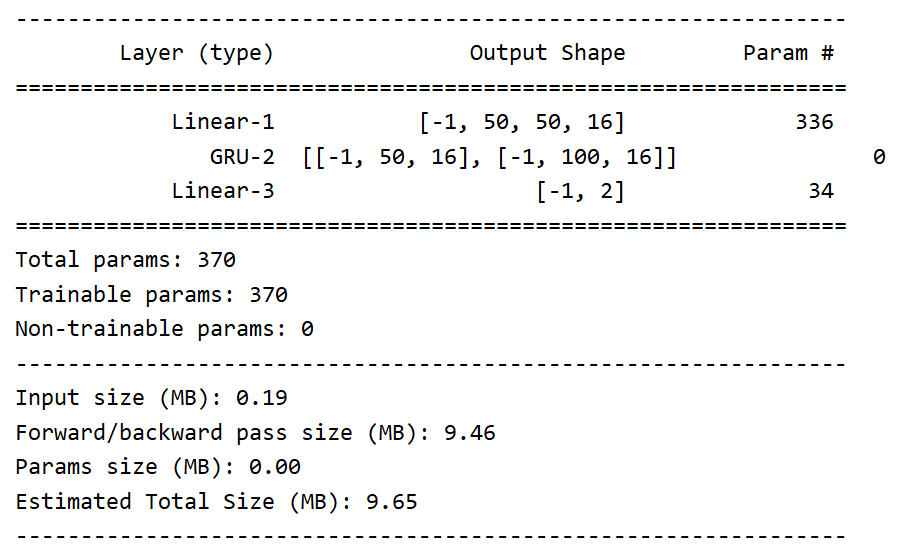 ----------------------------------------------------------------
        Layer (type)               Output Shape         Param #
================================================================
            Linear-1           [-1, 50, 50, 16]             336
               GRU-2  [[-1, 50, 16], [-1, 100, 16]]               0
            Linear-3                    [-1, 2]              34
================================================================
Total params: 370
Trainable params: 370
Non-trainable params: 0
----------------------------------------------------------------
Input size (MB): 0.19
Forward/backward pass size (MB): 9.46
Params size (MB): 0.00
Estimated Total Size (MB): 9.65
----------------------------------------------------------------